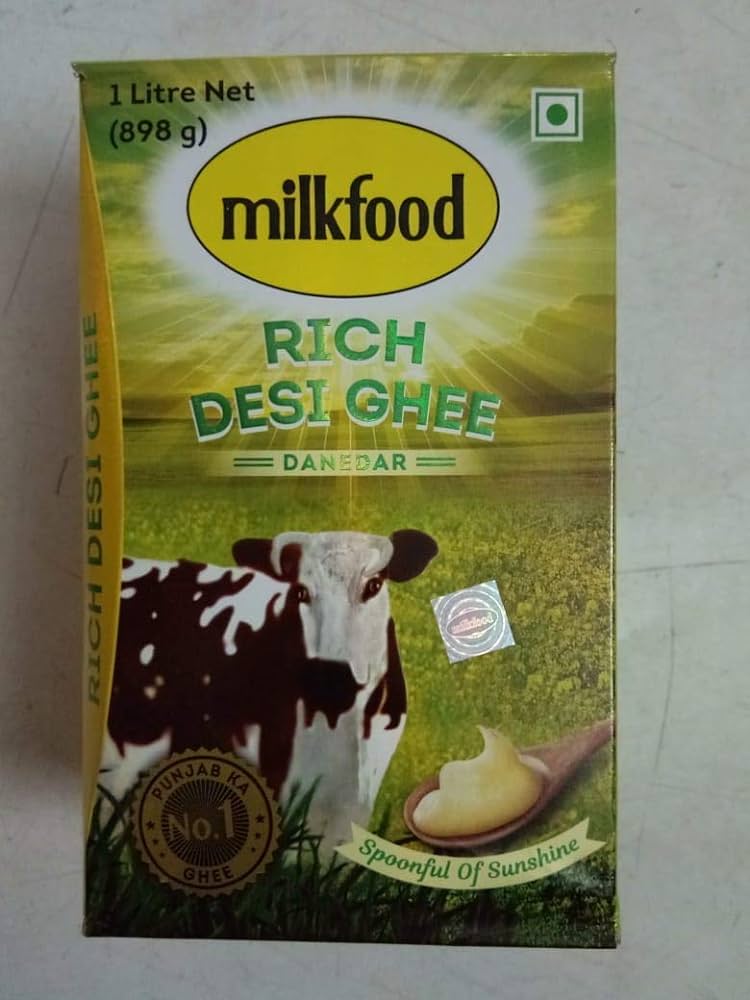 1 Litre Net
(898 g)
milkfood
RICH
DESI GHEE
DANEDAR
RICH DESI GHEE
milkfood
PUNJAB KA
No.1
GHEE
Spoonful Of Sunshine